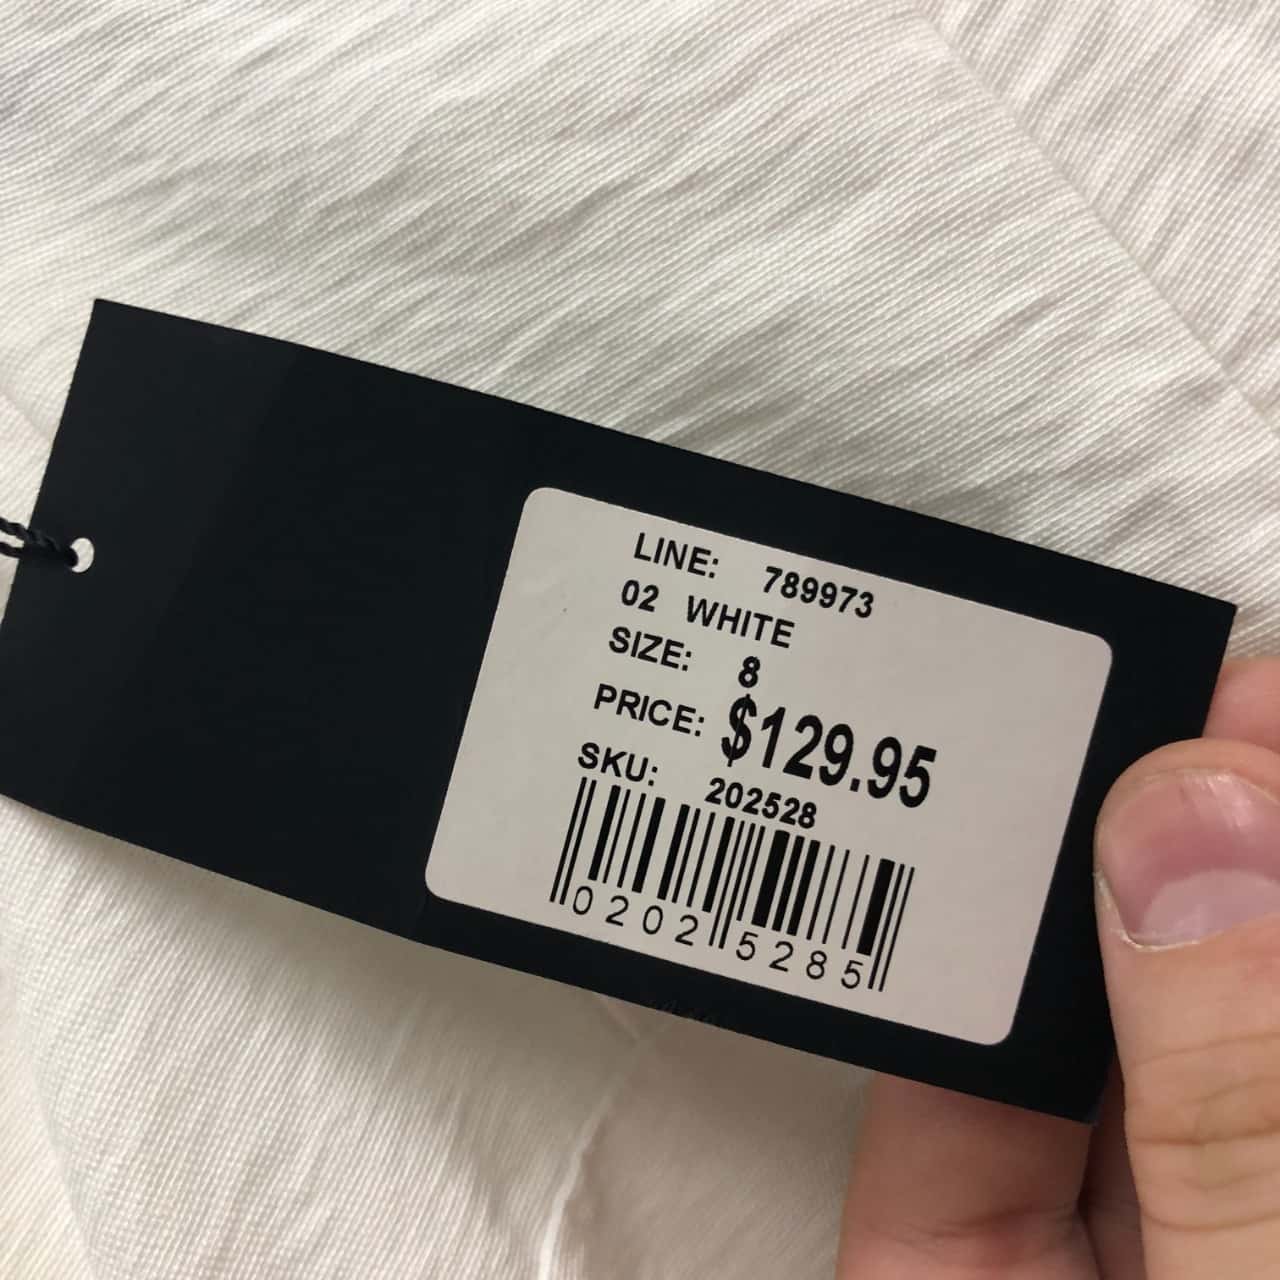 LINE: 789973
02 WHITE
SIZE: 8
PRICE: $129.95
SKU: 202528
0202 5285